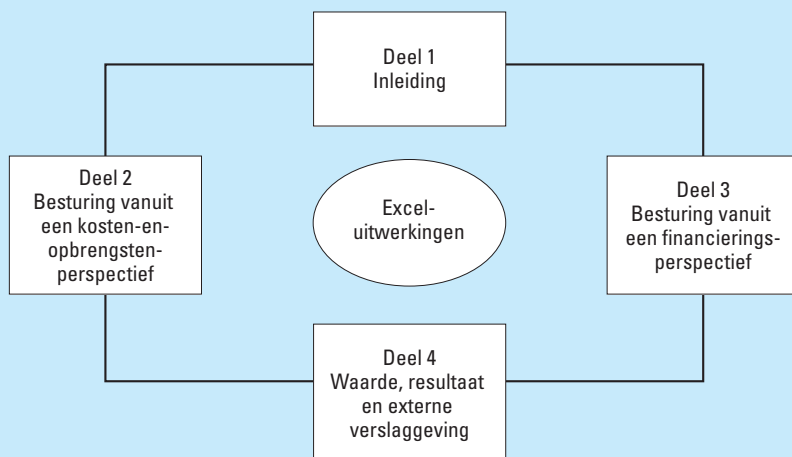 Deel 1
Inleiding
Deel 2
Besturing vanuit
een kosten-en-
opbrengsten-
perspectief
Excel-
uitwerkingen
Deel 3
Besturing vanuit
een financierings-
perspectief
Deel 4
Waarde, resultaat
en externe
verslaggeving